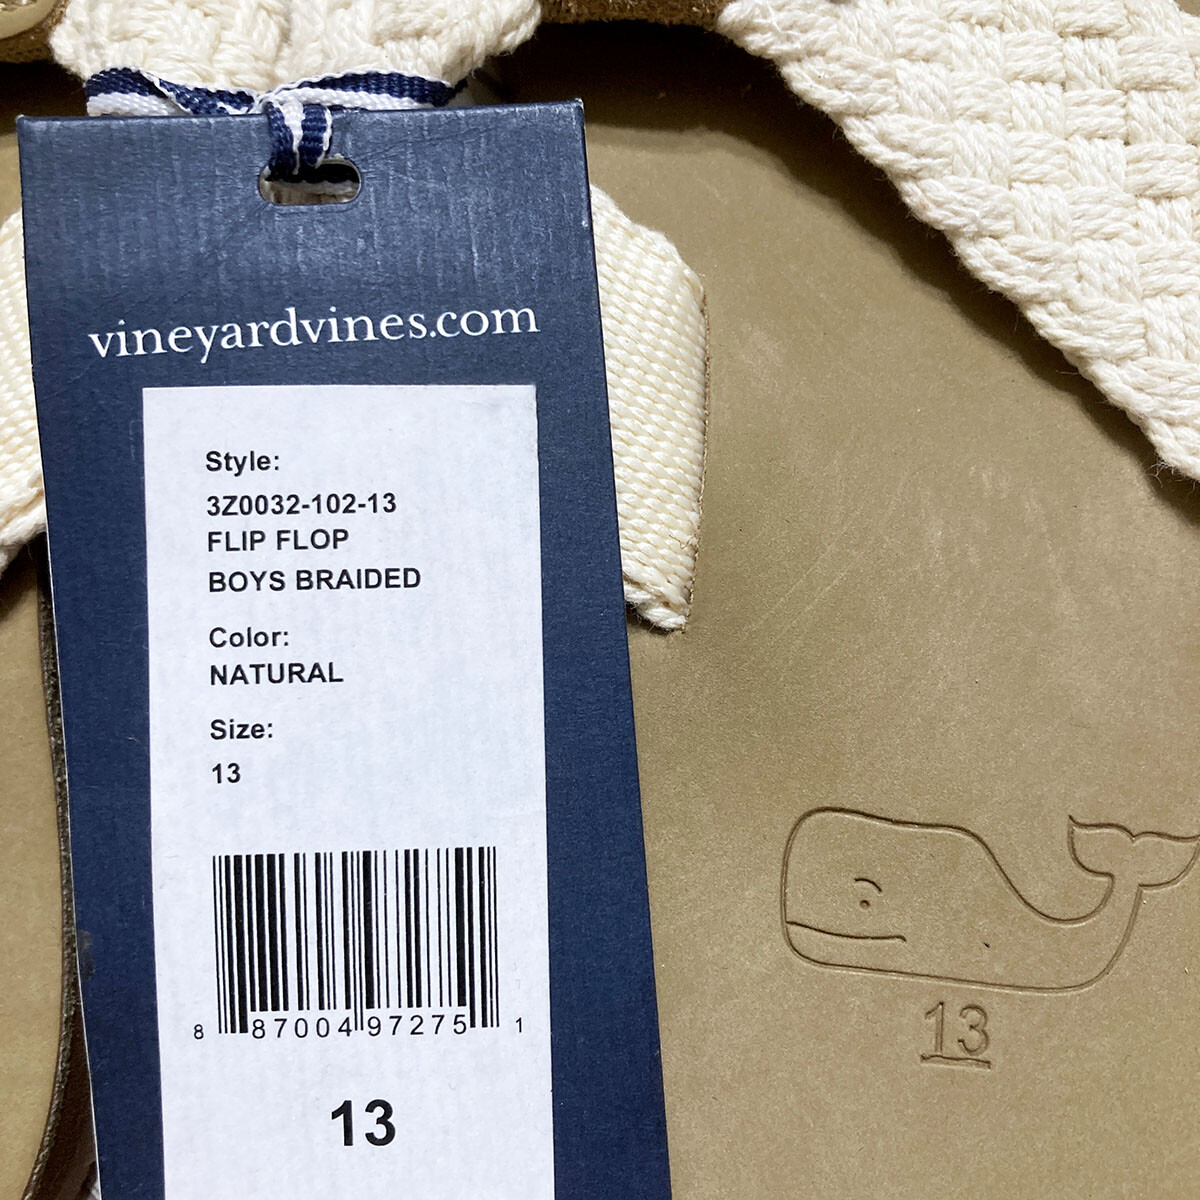 vineyardvines.com
Style:
3Z0032-102-13
FLIP FLOP
BOYS BRAIDED
Color:
NATURAL
Size:
13
8 87004 97275 1
13
13